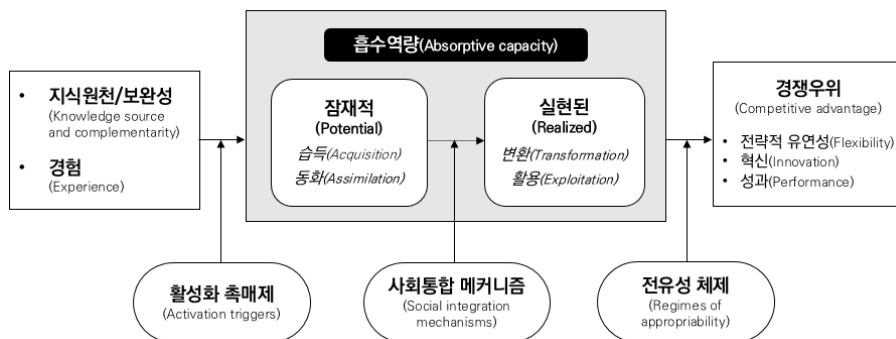 흡수역량(Absorptive capacity)
• 지식원천/보완성
(Knowledge source
and complementarity)
• 경험
(Experience)
잠재적
(Potential)
습득(Acquisition)
동화(Assimilation)
실현된
(Realized)
변환(Transformation)
활용(Exploitation)
경쟁우위
(Competitive advantage)
• 전략적 유연성(Flexibility)
• 혁신(Innovation)
• 성과(Performance)
활성화 촉매제
(Activation triggers)
사회통합 메커니즘
(Social integration
mechanisms)
전유성 체제
(Regimes of
appropriability)